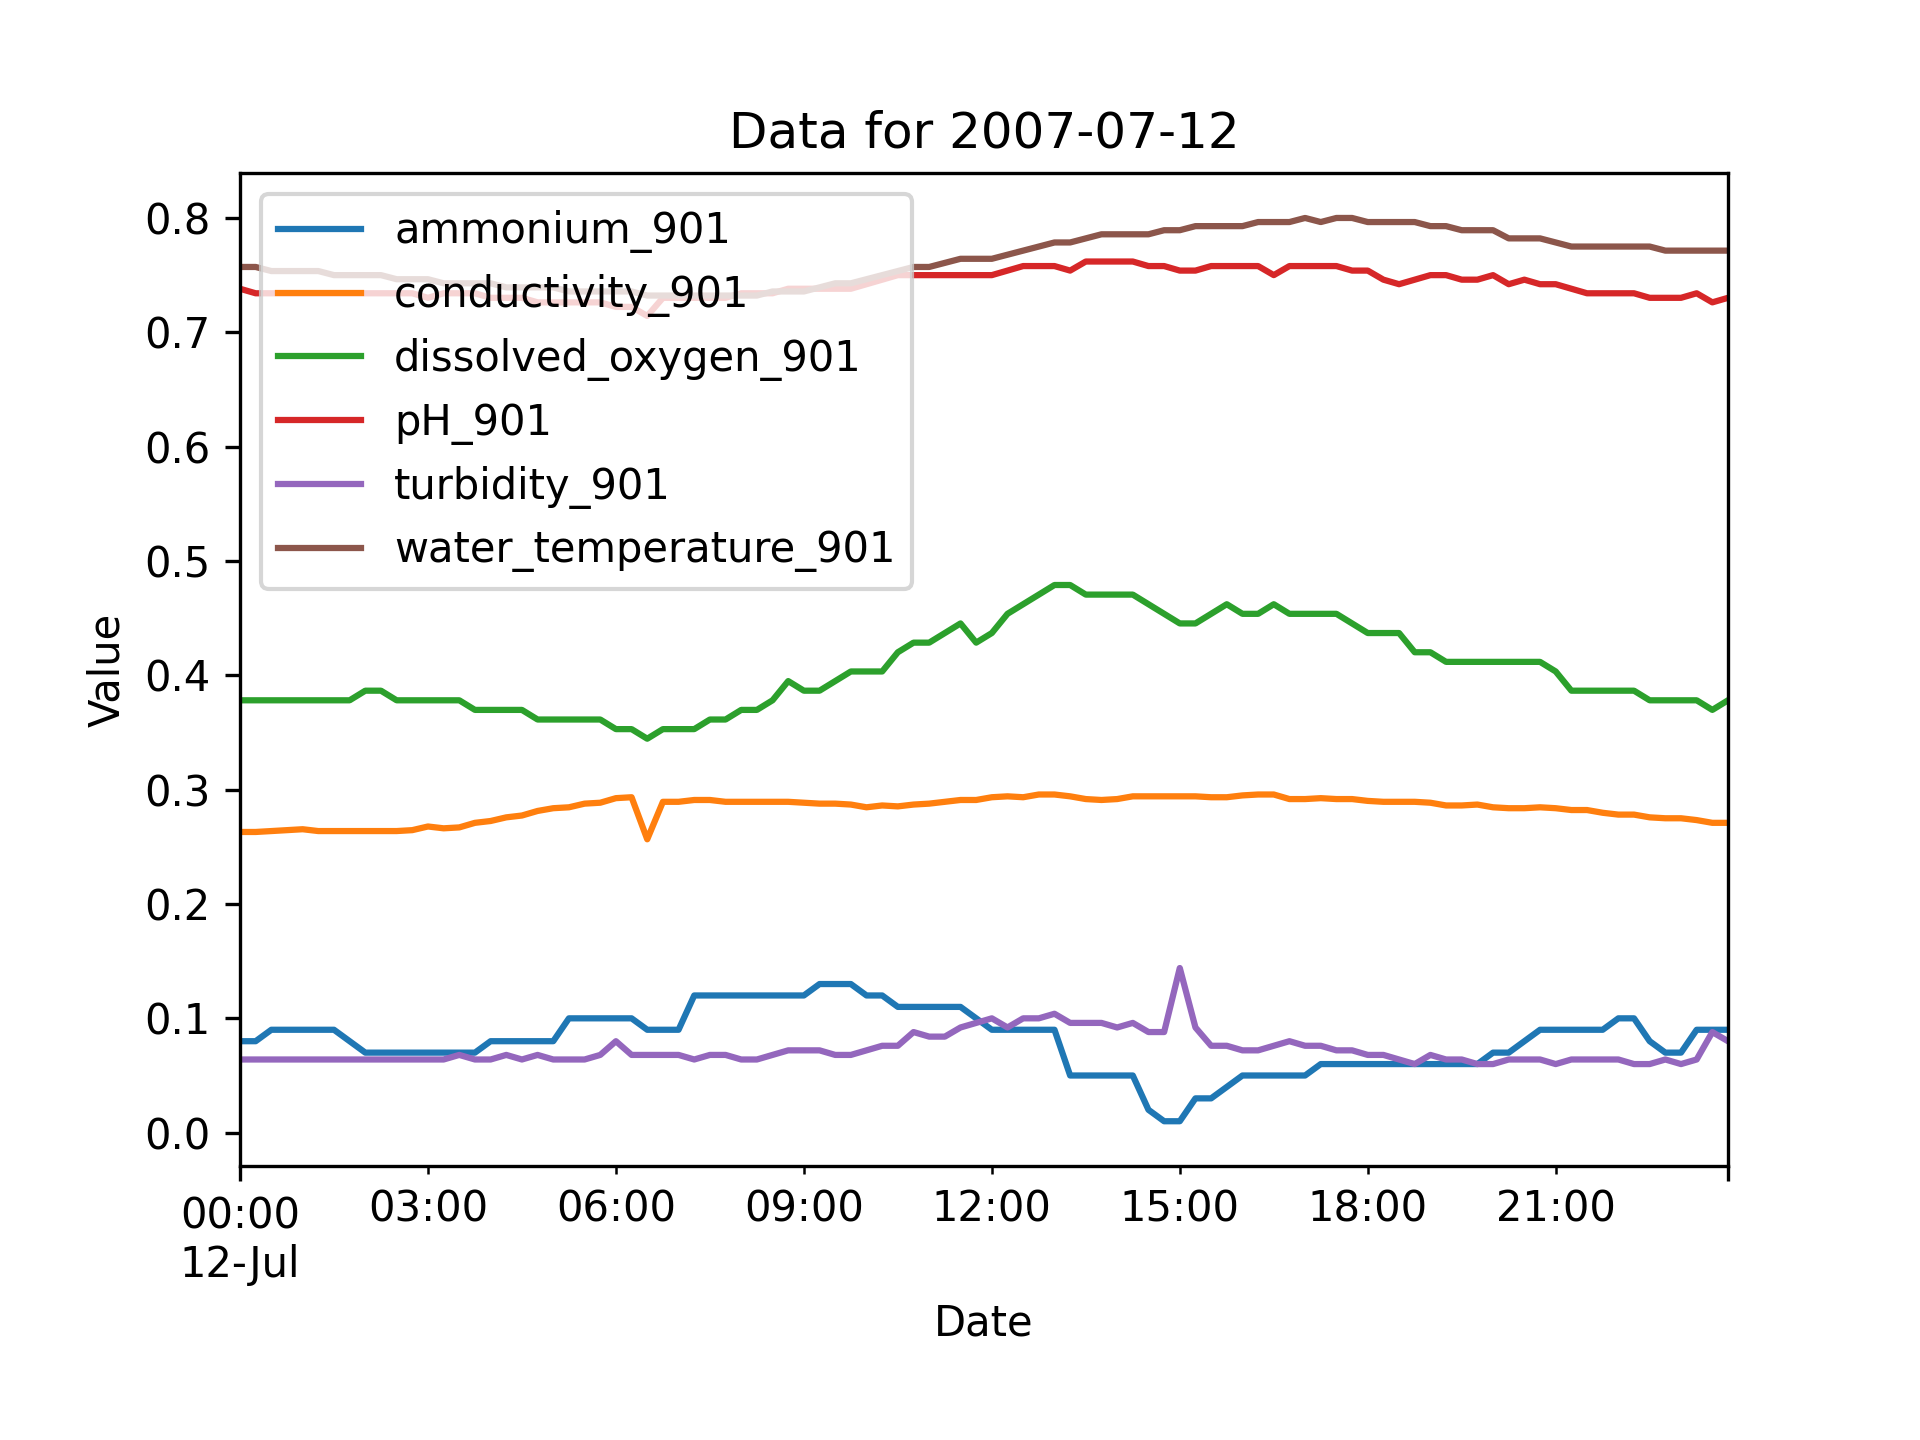 Data for 2007-07-12
0.8
0.7
0.6
0.5
0.4
0.3
0.2
0.1
0.0
Value
ammonium_901
conductivity_901
dissolved_oxygen_901
pH_901
turbidity_901
water_temperature_901
00:00 03:00 06:00 09:00 12:00 15:00 18:00 21:00
12-Jul
Date